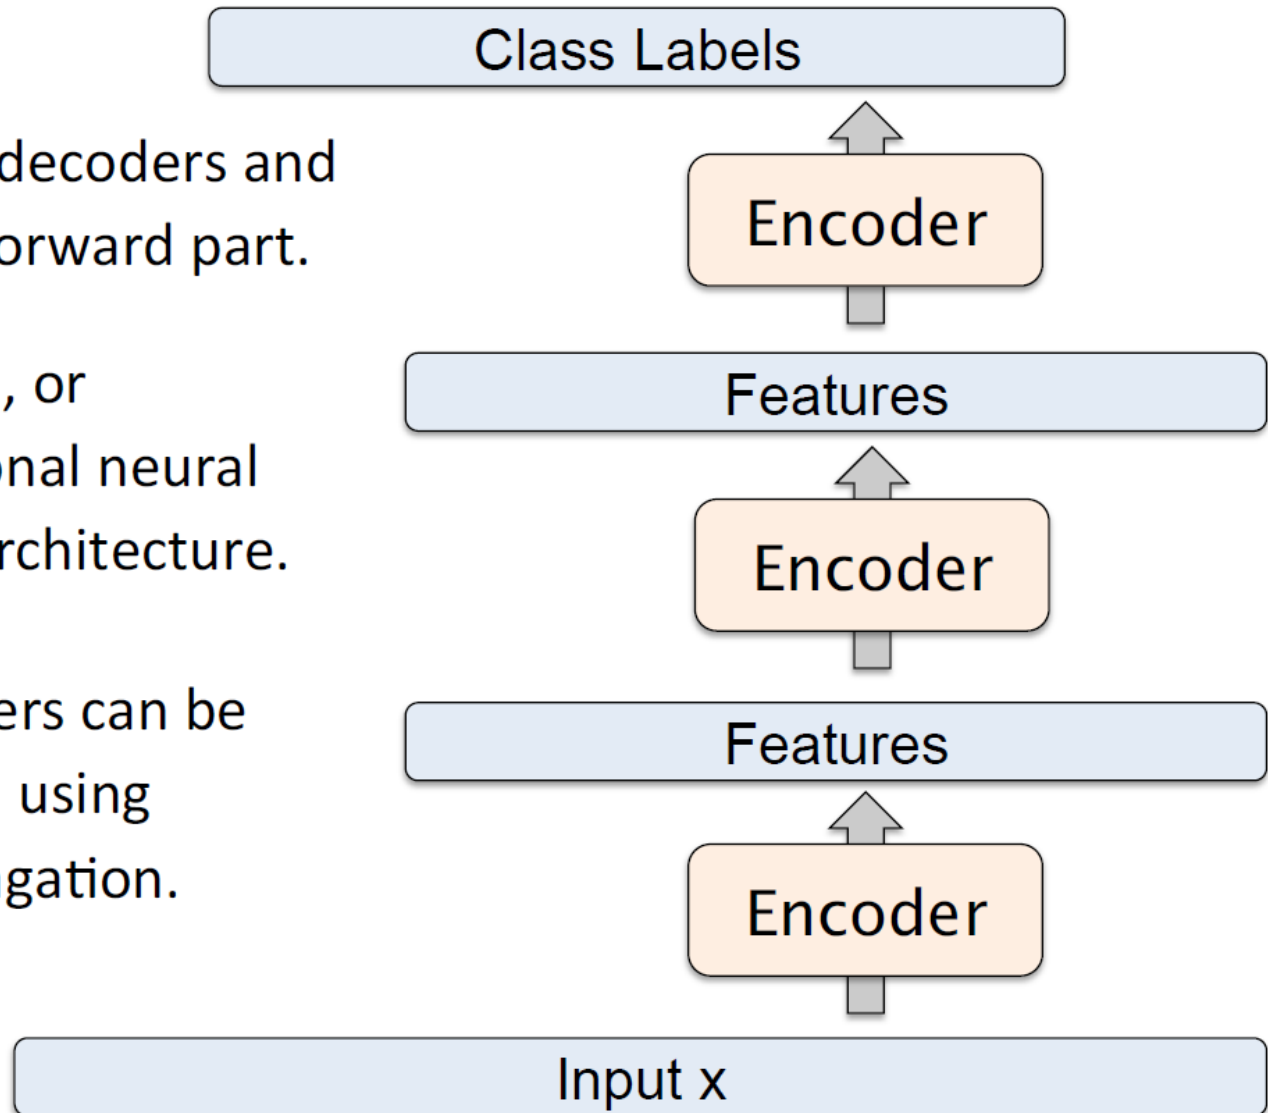 Class Labels
decoders and
orward part.
Encoder
, or
onal neural
rchitecture.
Features
Encoder
ers can be
using
gation.
Features
Encoder
Input x